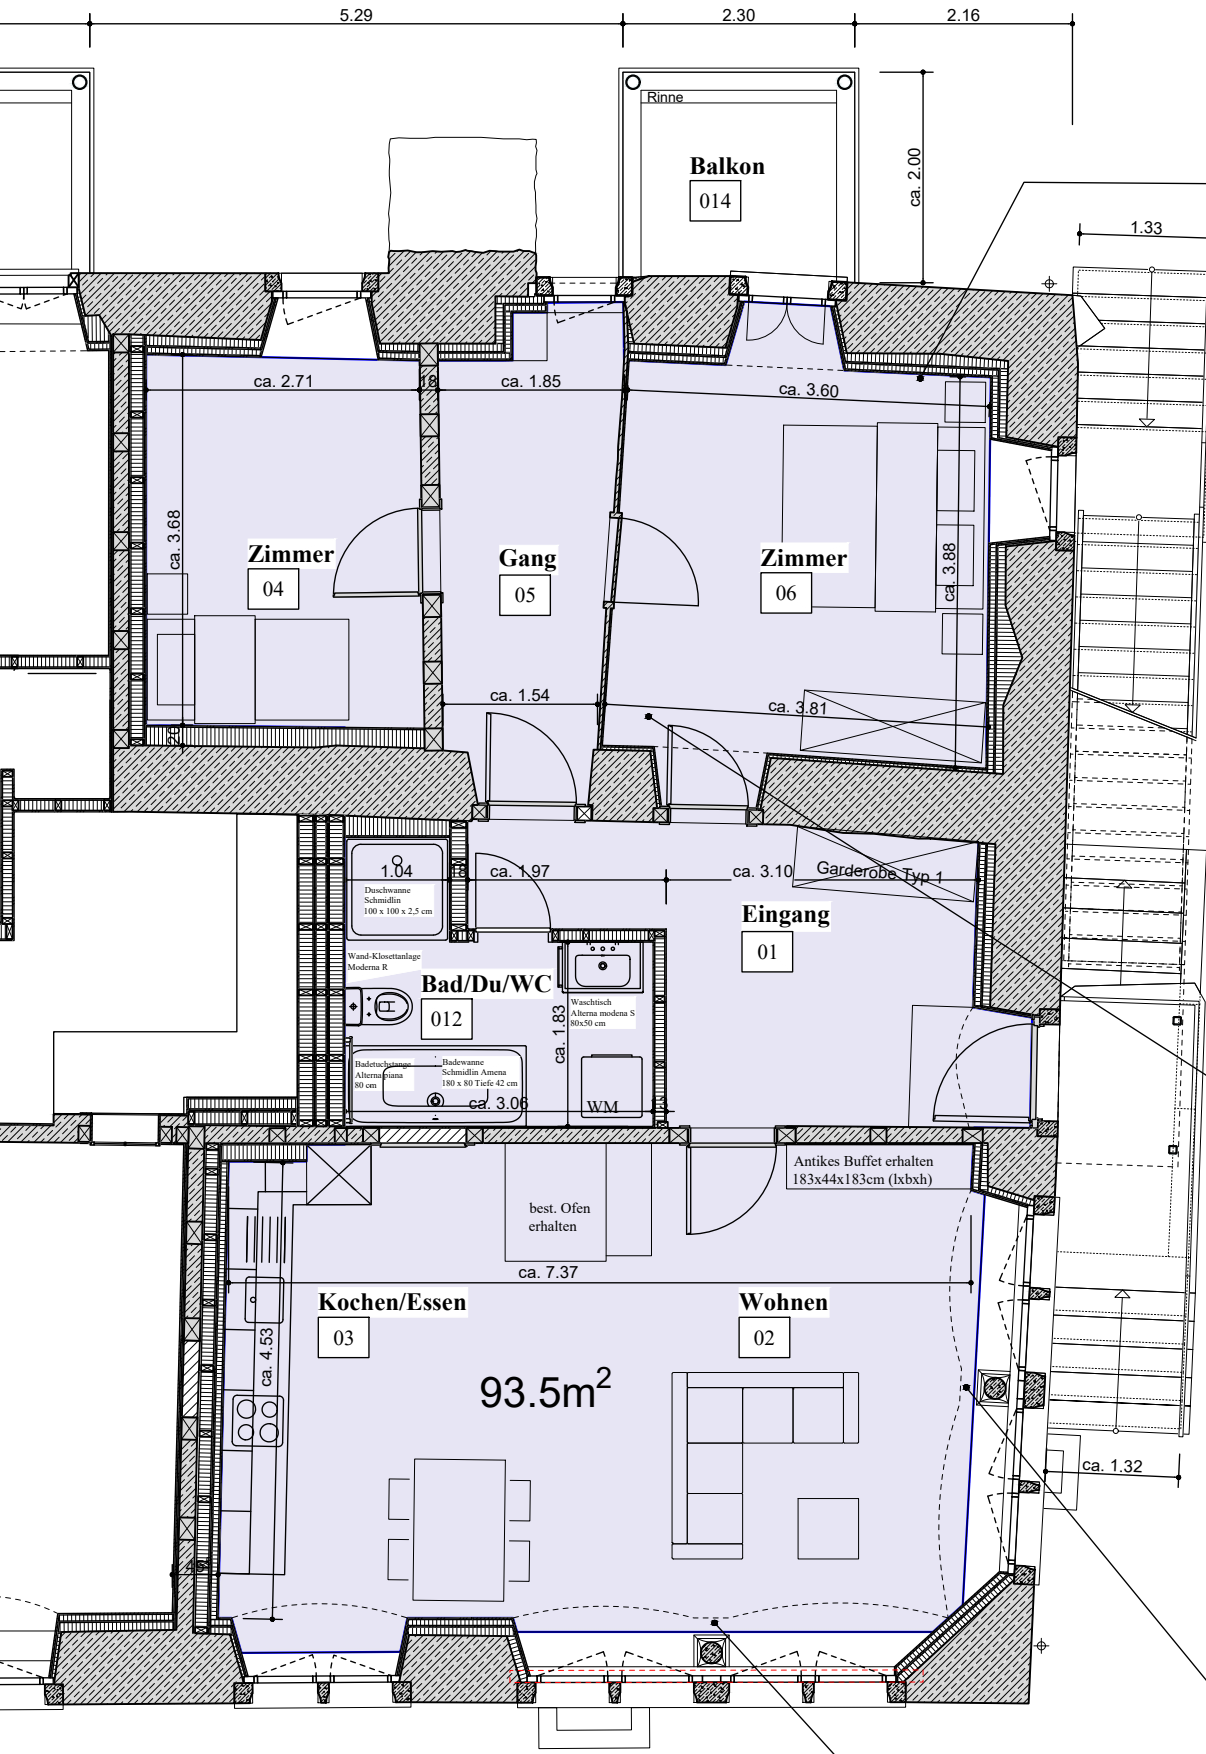 5.29
2.30
2.16
Rinne
Balkon
014
ca. 2.00
1.33
ca. 2.71
18
ca. 1.85
ca. 3.60
ca. 3.68
Zimmer
04
Gang
05
Zimmer
06
ca. 3.88
ca. 1.54
ca. 3.81
20
1.04
18
ca. 1.97
ca. 3.10
Garderobe Typ 1
Duschwanne
Schmidlin
100 x 100 x 2,5 cm
Eingang
01
Wand-Klosettanlage
Moderna R
Bad/Du/WC
012
Waschtisch
Alterna modena S
80x50 cm
ca. 1.83
Badetuchstange
Alterna piana
80 cm
Badewanne
Schmidlin Amena
180 x 80 Tiefe 42 cm
ca. 3.06
WM
Antikes Buffet erhalten
183x44x183cm (lxbxh)
best. Ofen
erhalten
ca. 7.37
Kochen/Essen
03
Wohnen
02
ca. 4.53
93.5m²
ca. 1.32